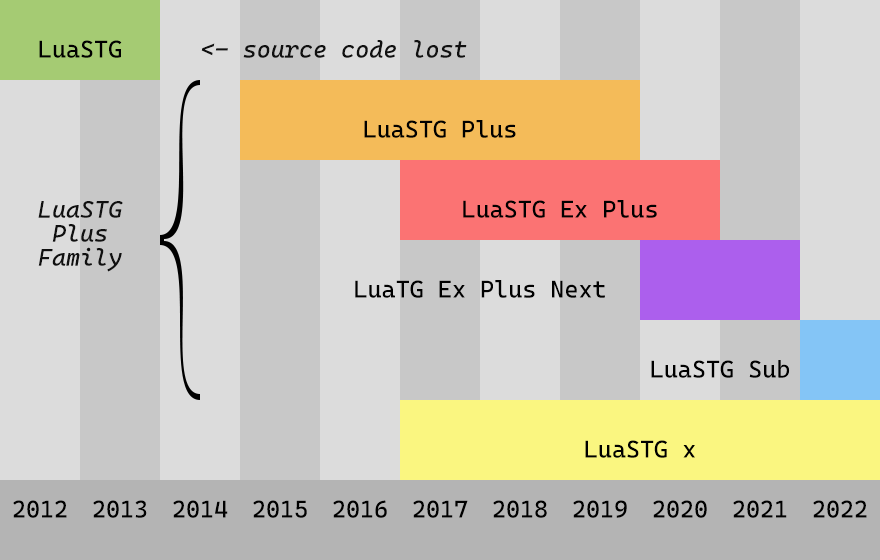 LuaSTG
<- source code lost
LuaSTG Plus
LuaSTG
Plus
Family
LuaSTG Ex Plus
LuaTG Ex Plus Next
LuaSTG Sub
LuaSTG x
2012 2013 2014 2015 2016 2017 2018 2019 2020 2021 2022